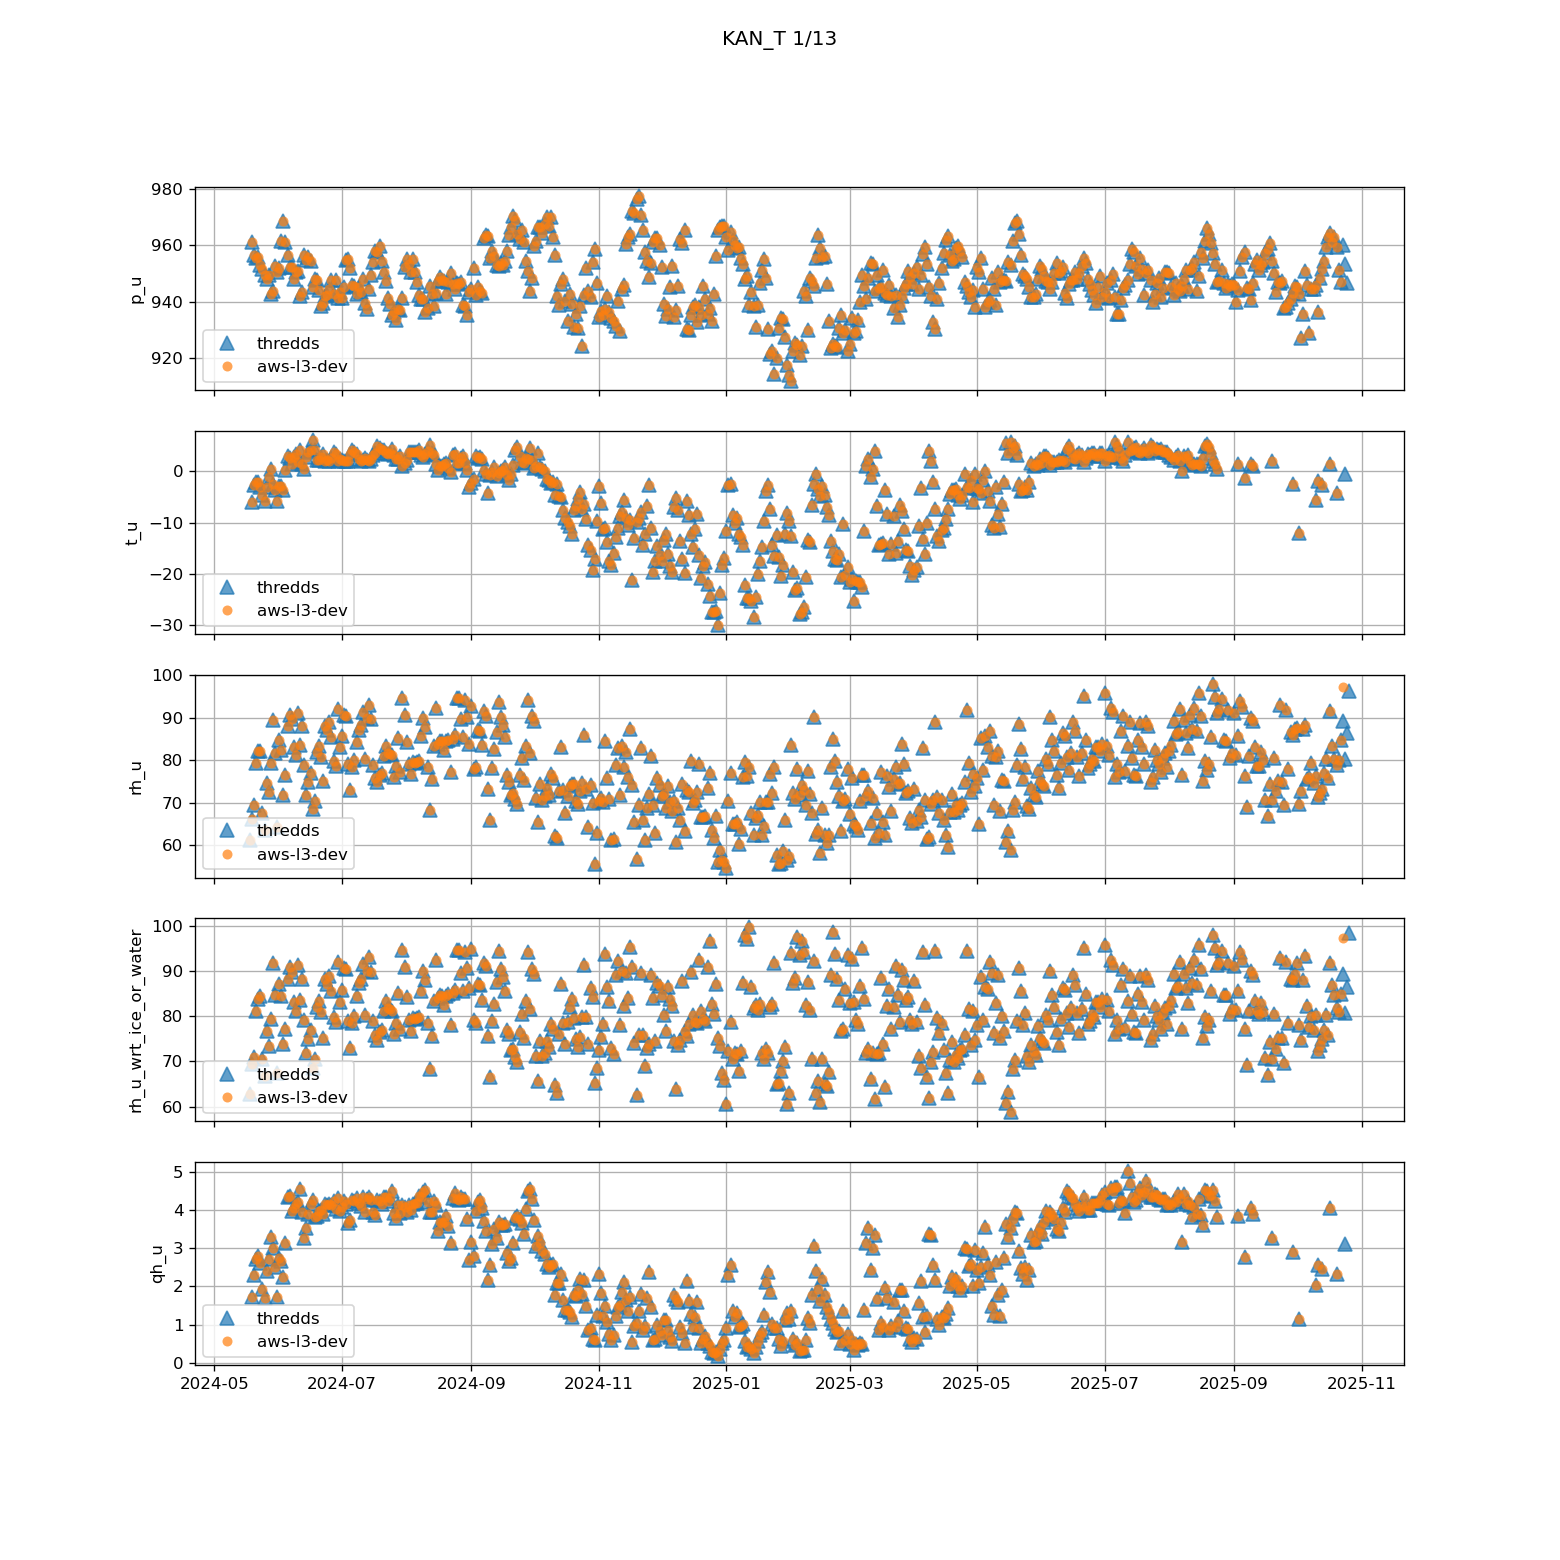 KAN_T 1/13
980
960
940
920
p_u
thredds
aws-l3-dev
0
−10
−20
−30
t_u
thredds
aws-l3-dev
100
90
80
70
60
rh_u
thredds
aws-l3-dev
100
90
80
70
60
rh_u_wrt_ice_or_water
thredds
aws-l3-dev
5
4
3
2
1
0
qh_u
thredds
aws-l3-dev
2024-05 2024-07 2024-09 2024-11 2025-01 2025-03 2025-05 2025-07 2025-09 2025-11